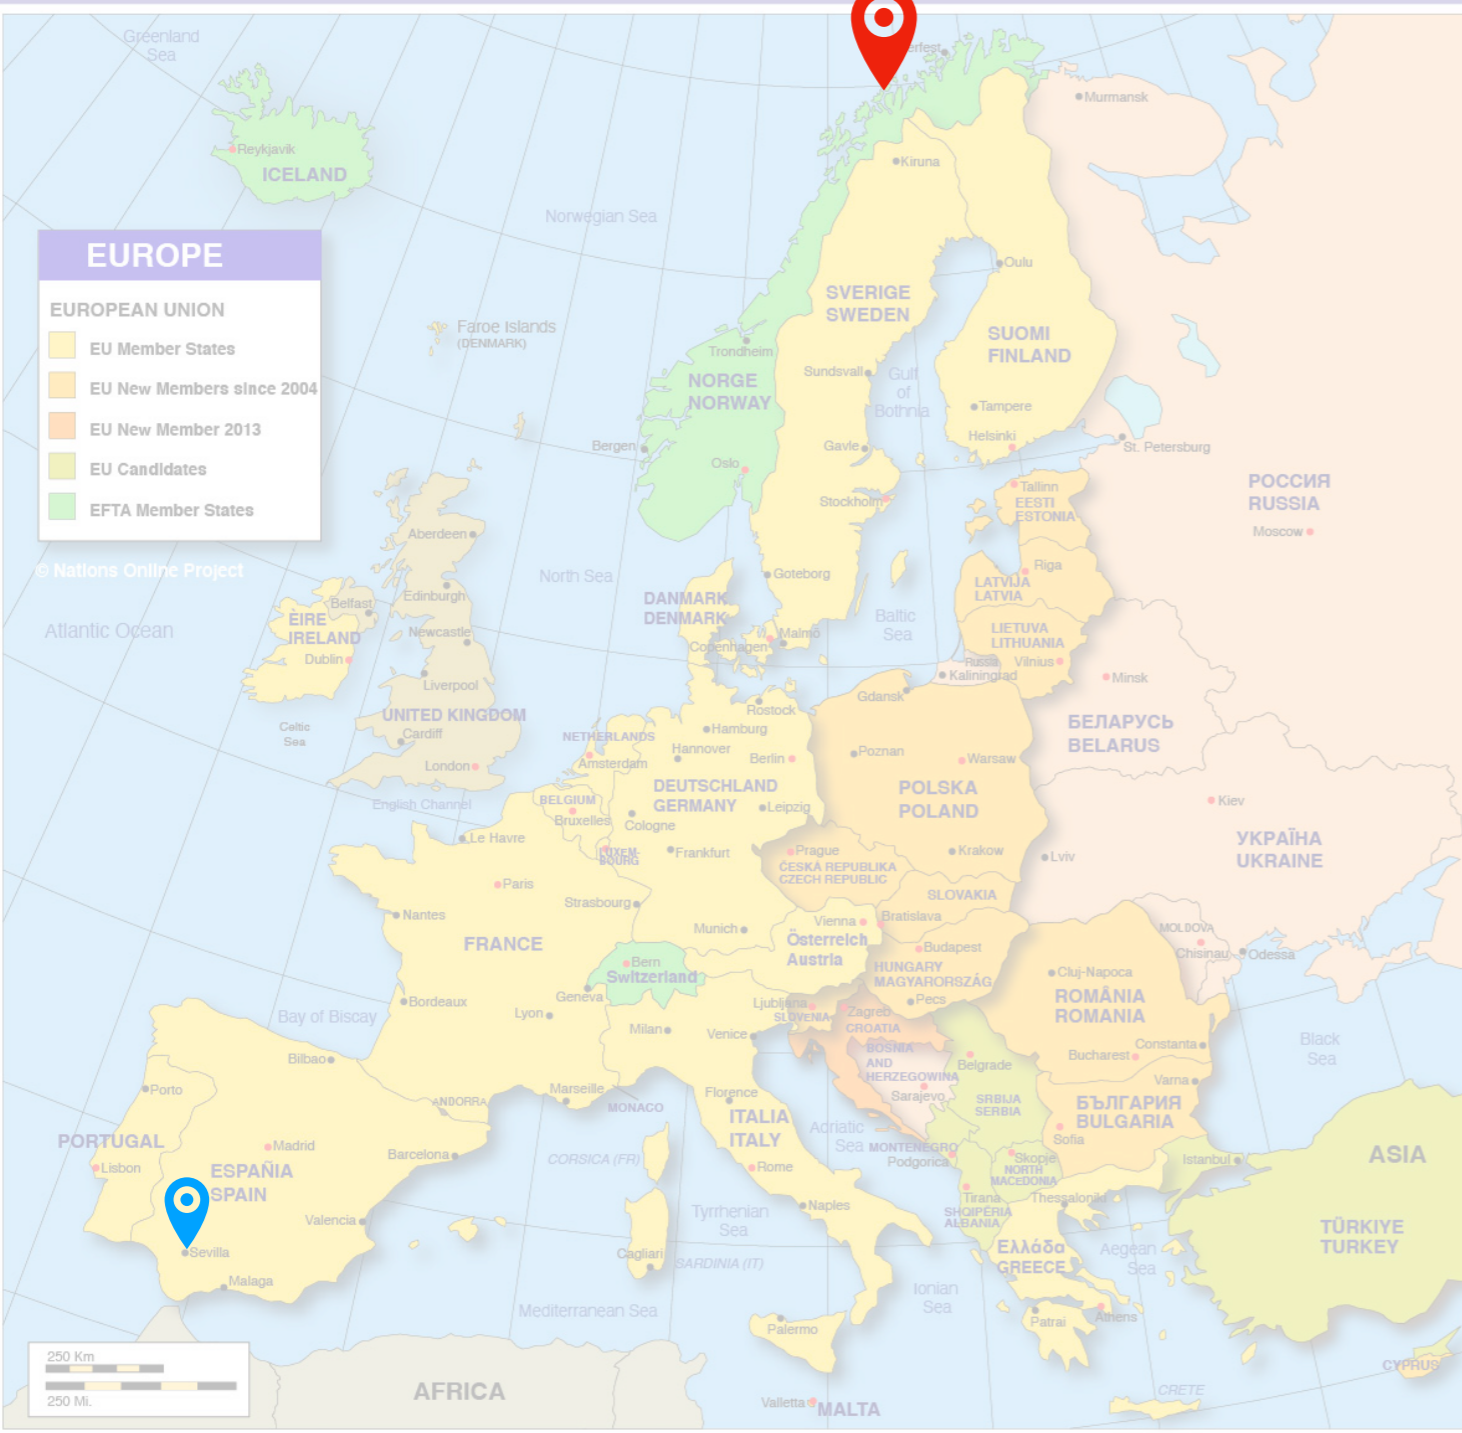 Greenland
Sea
erfest
Murmansk
Reykjavik
ICELAND
Kiruna
Norwegian Sea
EUROPE
EUROPEAN UNION
EU Member States
EU New Members since 2004
EU New Member 2013
EU Candidates
EFTA Member States
© Nations Online Project
Oulu
SVERIGE
SWEDEN
SUOMI
FINLAND
Faroe Islands
(DENMARK)
Trondheim
NORGE
NORWAY
Sundsvall
Gulf
of
Bothnia
Tampere
Helsinki
Bergen
Gavle
Oslo
Stockholm
St. Petersburg
Tallinn
EESTI
ESTONIA
РОССИЯ
RUSSIA
Moscow
Aberdeen
North Sea
Goteborg
Riga
LATVIJA
LATVIA
Edinburgh
Belfast
ÈIRE
IRELAND
Dublin
Atlantic Ocean
Newcastle
DANMARK
DENMARK
Copenhagen
Malmö
Baltic
Sea
LIETUVA
LITHUANIA
Russia
Vilnius
Kaliningrad
Minsk
Liverpool
UNITED KINGDOM
Cardiff
London
Celtic
Sea
English Channel
Gdansk
Rostock
Hamburg
NETHERLANDS
Amsterdam
Hannover
Berlin
Poznan
Warsaw
БЕЛАРУСЬ
BELARUS
DEUTSCHLAND
GERMANY
Leipzig
POLSKA
POLAND
BELGIUM
Bruxelles
Cologne
Kiev
УКРАЇНА
UKRAINE
Le Havre
LUXEM-
BOURG
Frankfurt
Prague
ČESKÁ REPUBLIKA
CZECH REPUBLIC
Krakow
Lviv
Paris
SLOVAKIA
Nantes
Strasbourg
Munich
Vienna
Bratislava
Österreich
Austria
Budapest
MOLDOVA
Chisinau
Odessa
FRANCE
Bern
Switzerland
Geneva
HUNGARY
MAGYARORSZÁG
Cluj-Napoca
ROMÂNIA
ROMANIA
Bordeaux
Bay of Biscay
Lyon
Milan
Venice
Ljubljana
SLOVENIA
Zagreb
CROATIA
Pecs
Constanta
Bucharest
Black
Sea
Bilbao
BOSNIA
AND
HERZEGOWINA
Sarajevo
Belgrade
SRBIJA
SERBIA
Varna
БЪЛГАРИЯ
BULGARIA
Sofia
Porto
Marseille
MONACO
Florence
ITALIA
ITALY
ANDORRA
Adriatic
Sea
MONTENEGRO
Podgorica
Skopje
NORTH
MACEDONIA
Istanbul
ASIA
PORTUGAL
Lisbon
Madrid
ESPAÑIA
SPAIN
Barcelona
CORSICA (FR)
Rome
Naples
Tirana
SHQIPËRIA
ALBANIA
Thessaloniki
Valencia
Tyrrhenian
Sea
Ελλάδα
GREECE
Aegean
Sea
TÜRKIYE
TURKEY
Sevilla
Malaga
Cagliari
SARDINIA (IT)
Ionian
Sea
Mediterranean Sea
Palermo
Patrai
Athens
250 Km
250 Mi.
AFRICA
Valletta
MALTA
CRETE
CYPRUS